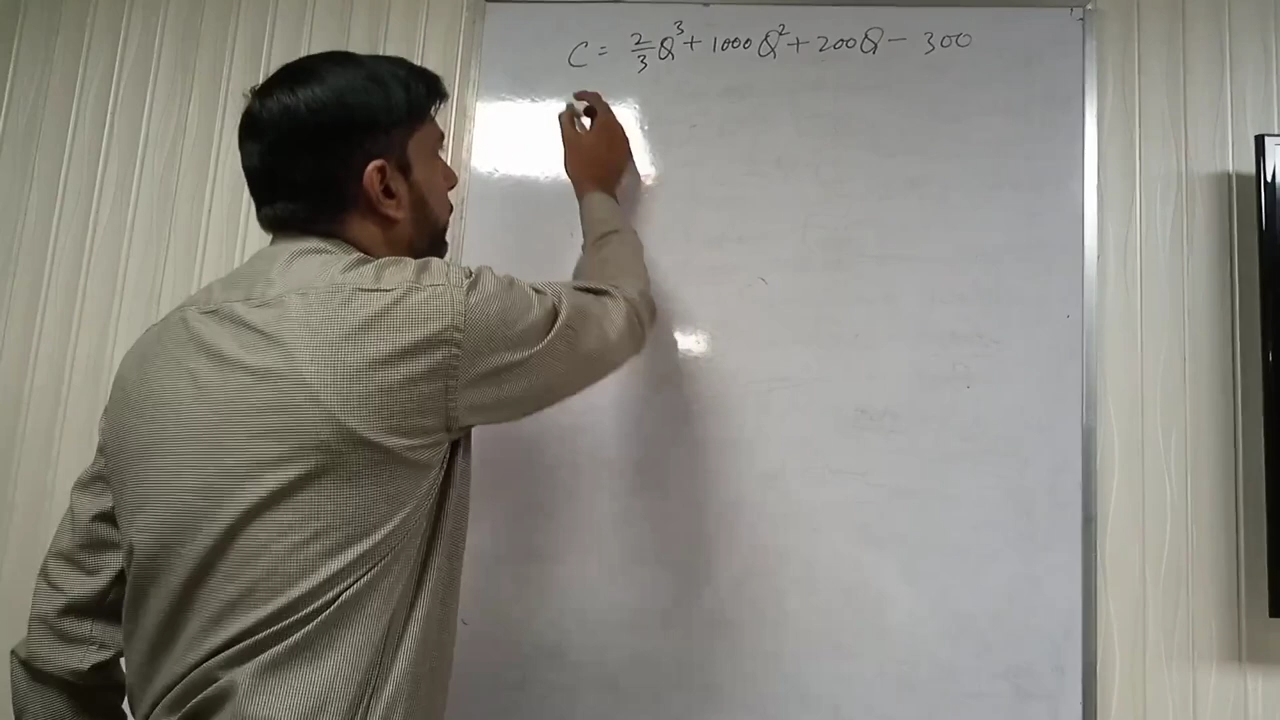 C = 2/3 Q³ + 1000 Q² + 200Q - 300